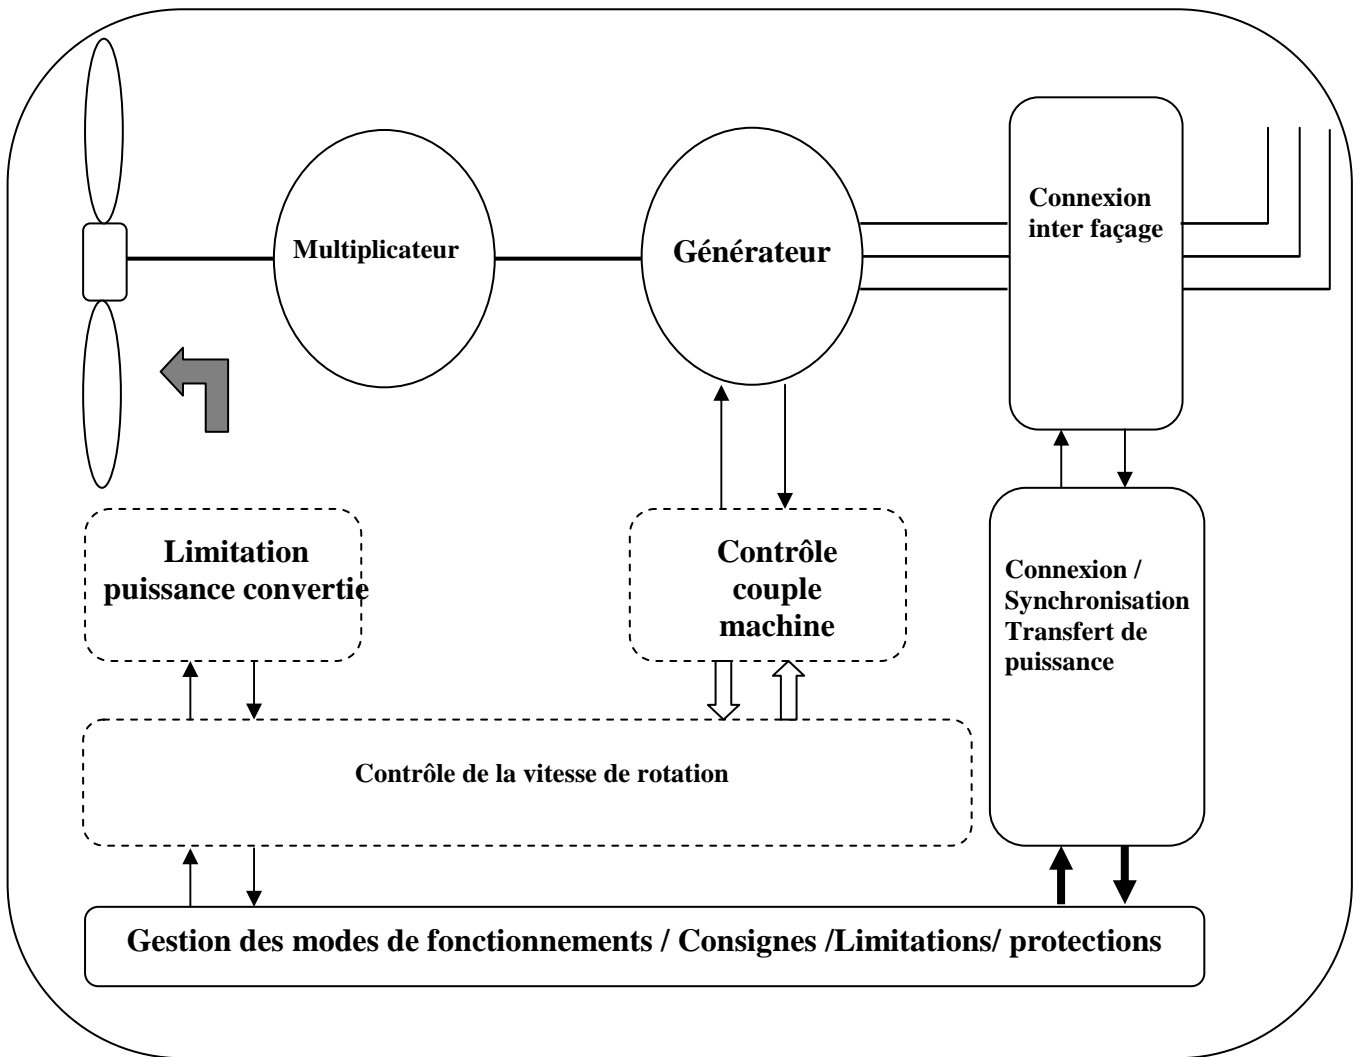 Multiplicateur
Générateur
Connexion
inter façage
Limitation
puissance convertie
Contrôle
couple
machine
Connexion /
Synchronisation
Transfert de
puissance
Contrôle de la vitesse de rotation
Gestion des modes de fonctionnements / Consignes /Limitations/ protections